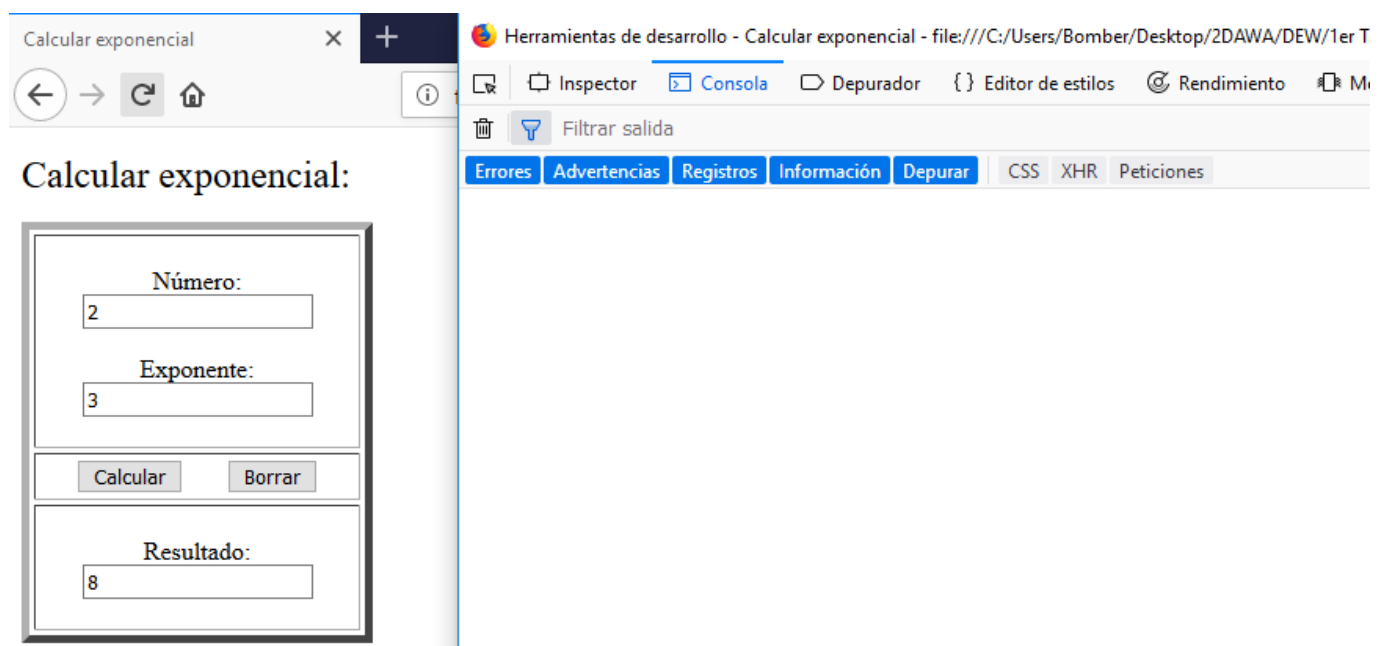 Calcular exponencial
Herramientas de desarrollo - Calcular exponencial - file:///C:/Users/Bomber/Desktop/2DAWA/DEW/1er T
Inspector Consola Depurador {} Editor de estilos Rendimiento
Filtrar salida
Errores Advertencias Registros Información Depurar CSS XHR Peticiones
Calcular exponencial:
Número:
2
Exponente:
3
Calcular Borrar
Resultado:
8